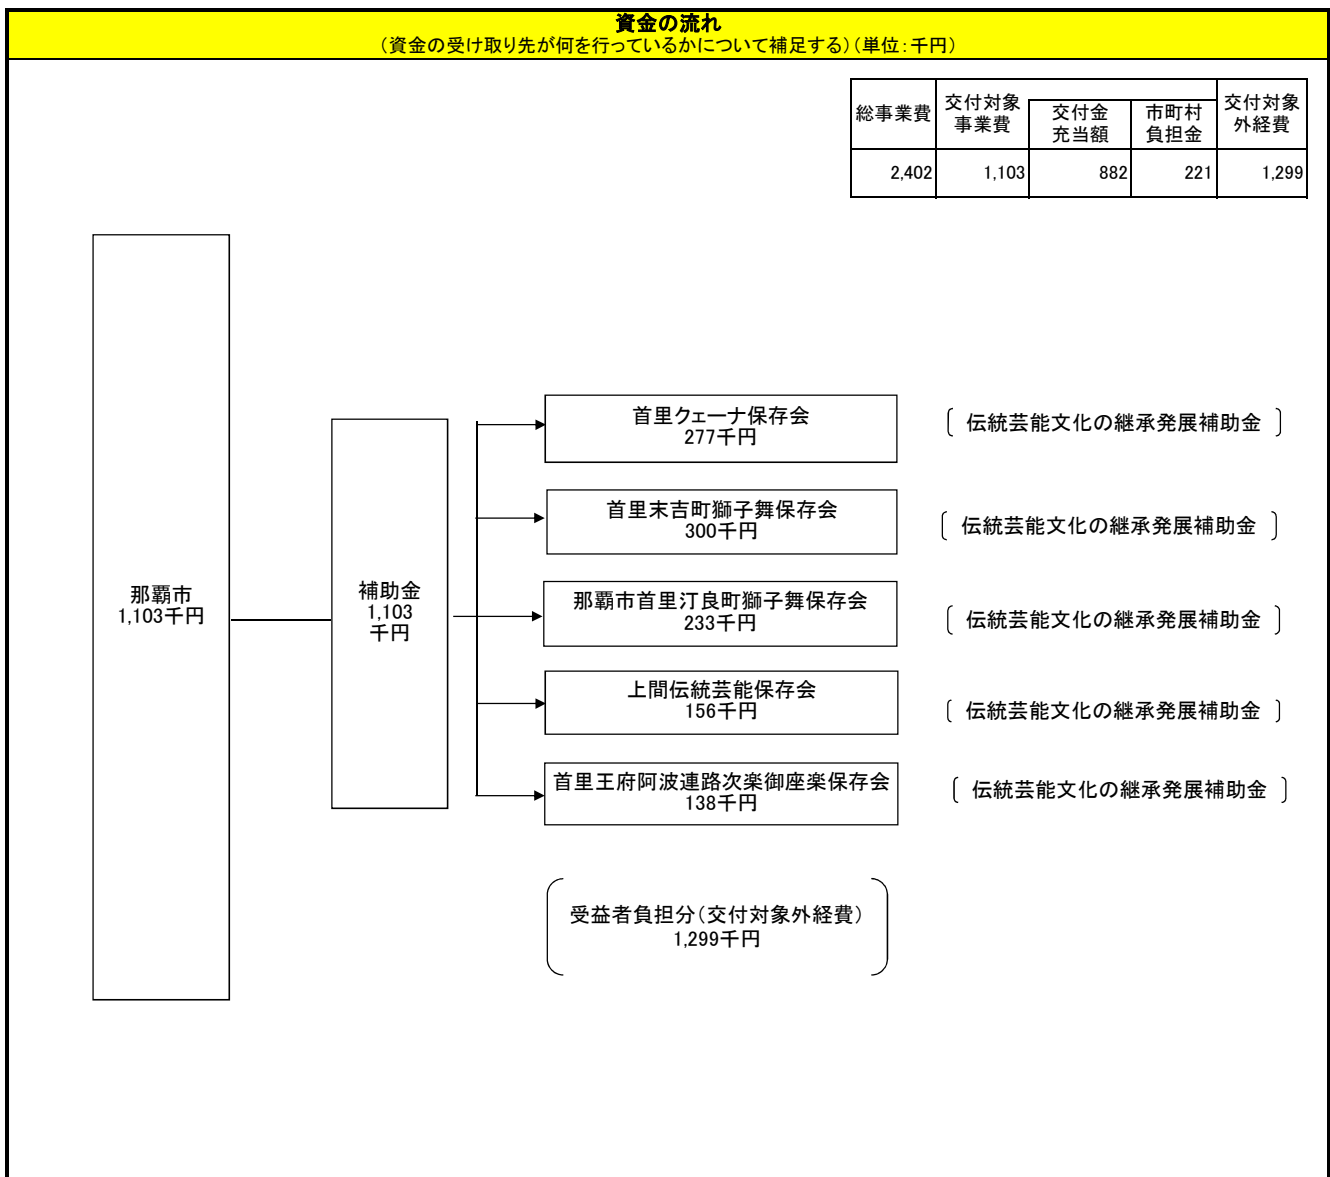 資金の流れ
（資金の受け取り先が何を行っているかについて補足する）（単位：千円）
総事業費
交付対象
事業費
交付金
充当額
市町村
負担金
交付対象
外経費
2,402
1,103
882
221
1,299
那覇市
1,103千円
補助金
1,103
千円
首里クェーナ保存会
277千円
伝統芸能文化の継承発展補助金
首里末吉町獅子舞保存会
300千円
伝統芸能文化の継承発展補助金
那覇市首里汀良町獅子舞保存会
233千円
伝統芸能文化の継承発展補助金
上間伝統芸能保存会
156千円
伝統芸能文化の継承発展補助金
首里王府阿波連路次楽御座楽保存会
138千円
伝統芸能文化の継承発展補助金
受益者負担分（交付対象外経費）
1,299千円